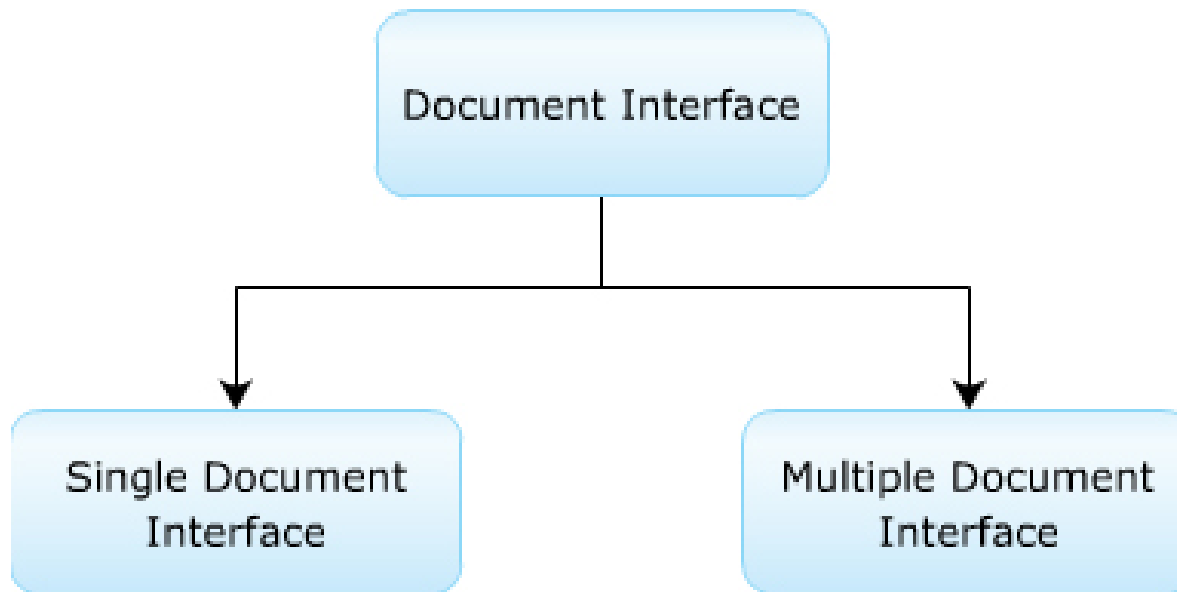 Document Interface
Single Document
Interface
Multiple Document
Interface